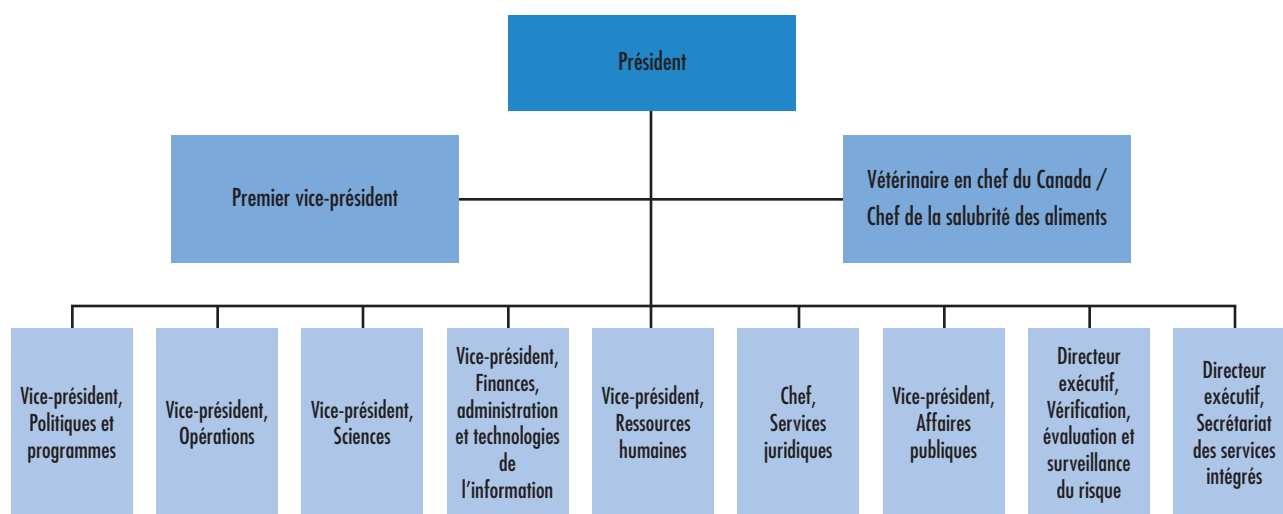 Président
Premier vice-président
Vétérinaire en chef du Canada /
Chef de la salubrité des aliments
Vice-président,
Politiques et
programmes
Vice-président,
Opérations
Vice-président,
Sciences
Vice-président,
Finances,
administration
et technologies
de
l’information
Vice-président,
Ressources
humaines
Chef,
Services
juridiques
Vice-président,
Affaires
publiques
Directeur
exécutif,
Vérification,
évaluation et
surveillance
du risque
Directeur
exécutif,
Secrétariat
des services
intégrés